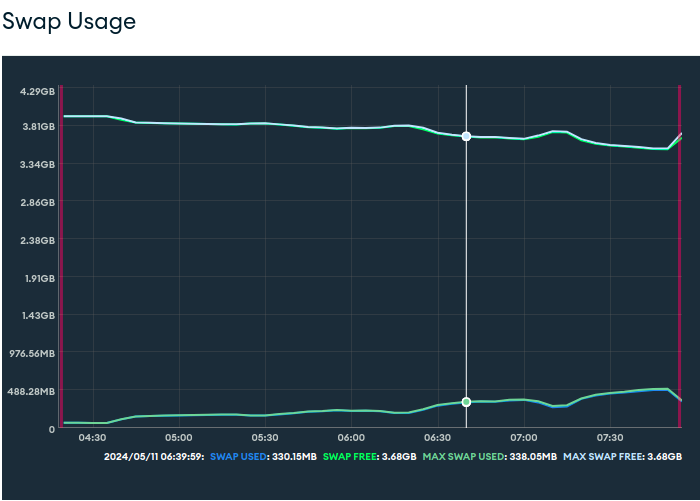 Swap Usage
4.29GB
3.81GB
3.34GB
2.86GB
2.38GB
1.91GB
1.43GB
976.56MB
488.28MB
0
04:30 05:00 05:30 06:00 06:30 07:00 07:30
2024/05/11 06:39:59: SWAP USED: 330.15MB SWAP FREE: 3.68GB MAX SWAP USED: 338.05MB MAX SWAP FREE: 3.68GB